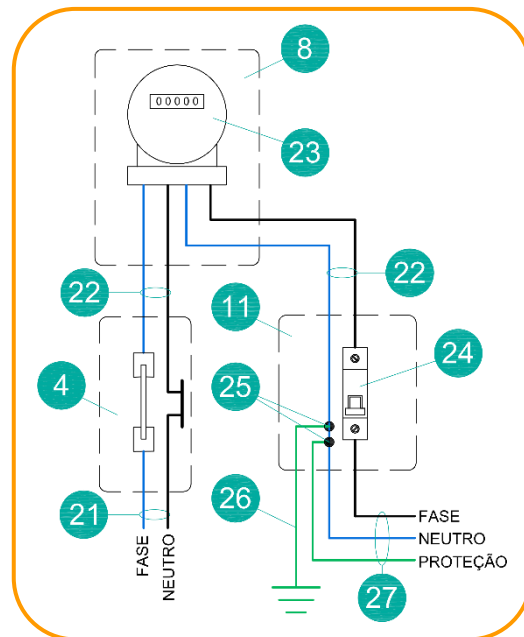 8
00000
23
22
22
11
24
4
25
21
26
FASE
NEUTRO
FASE
NEUTRO
PROTEÇÃO
27